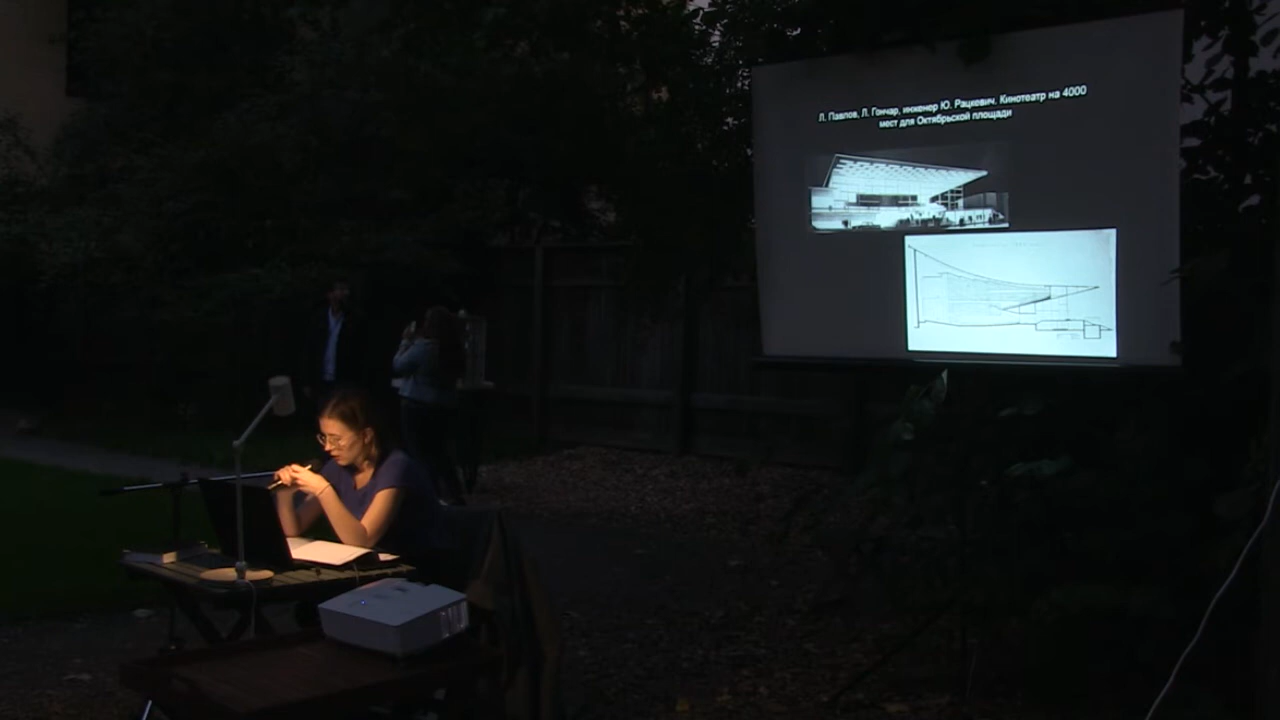 Л. Павлов, Л. Гончар, инженер Ю. Рацкевич. Кинотеатр на 4000
мест для Октябрьской площади